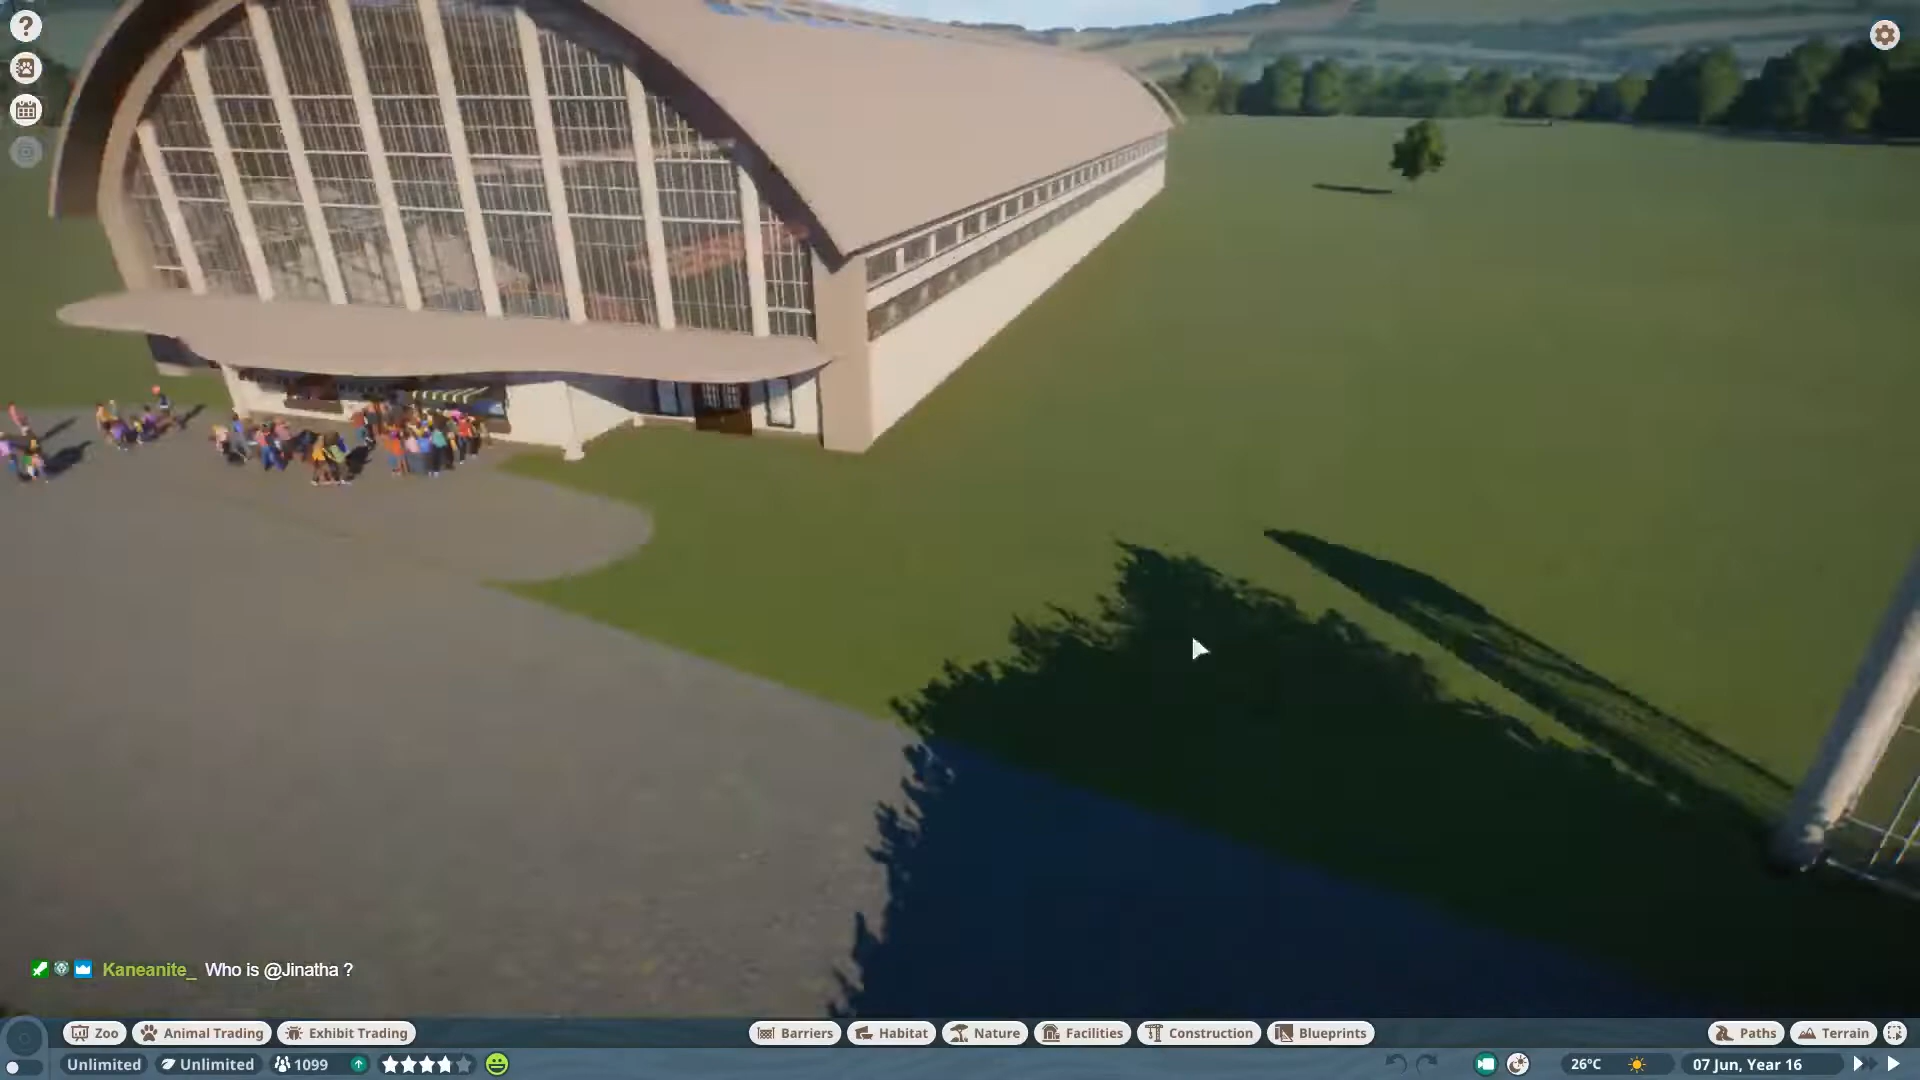 ?
Kaneanite_ Who is @Jinatha ?
Zoo Animal Trading Exhibit Trading Barriers Habitat Nature Facilities Construction Blueprints Paths Terrain
Unlimited Unlimited 1099 26°C 07 Jun, Year 16